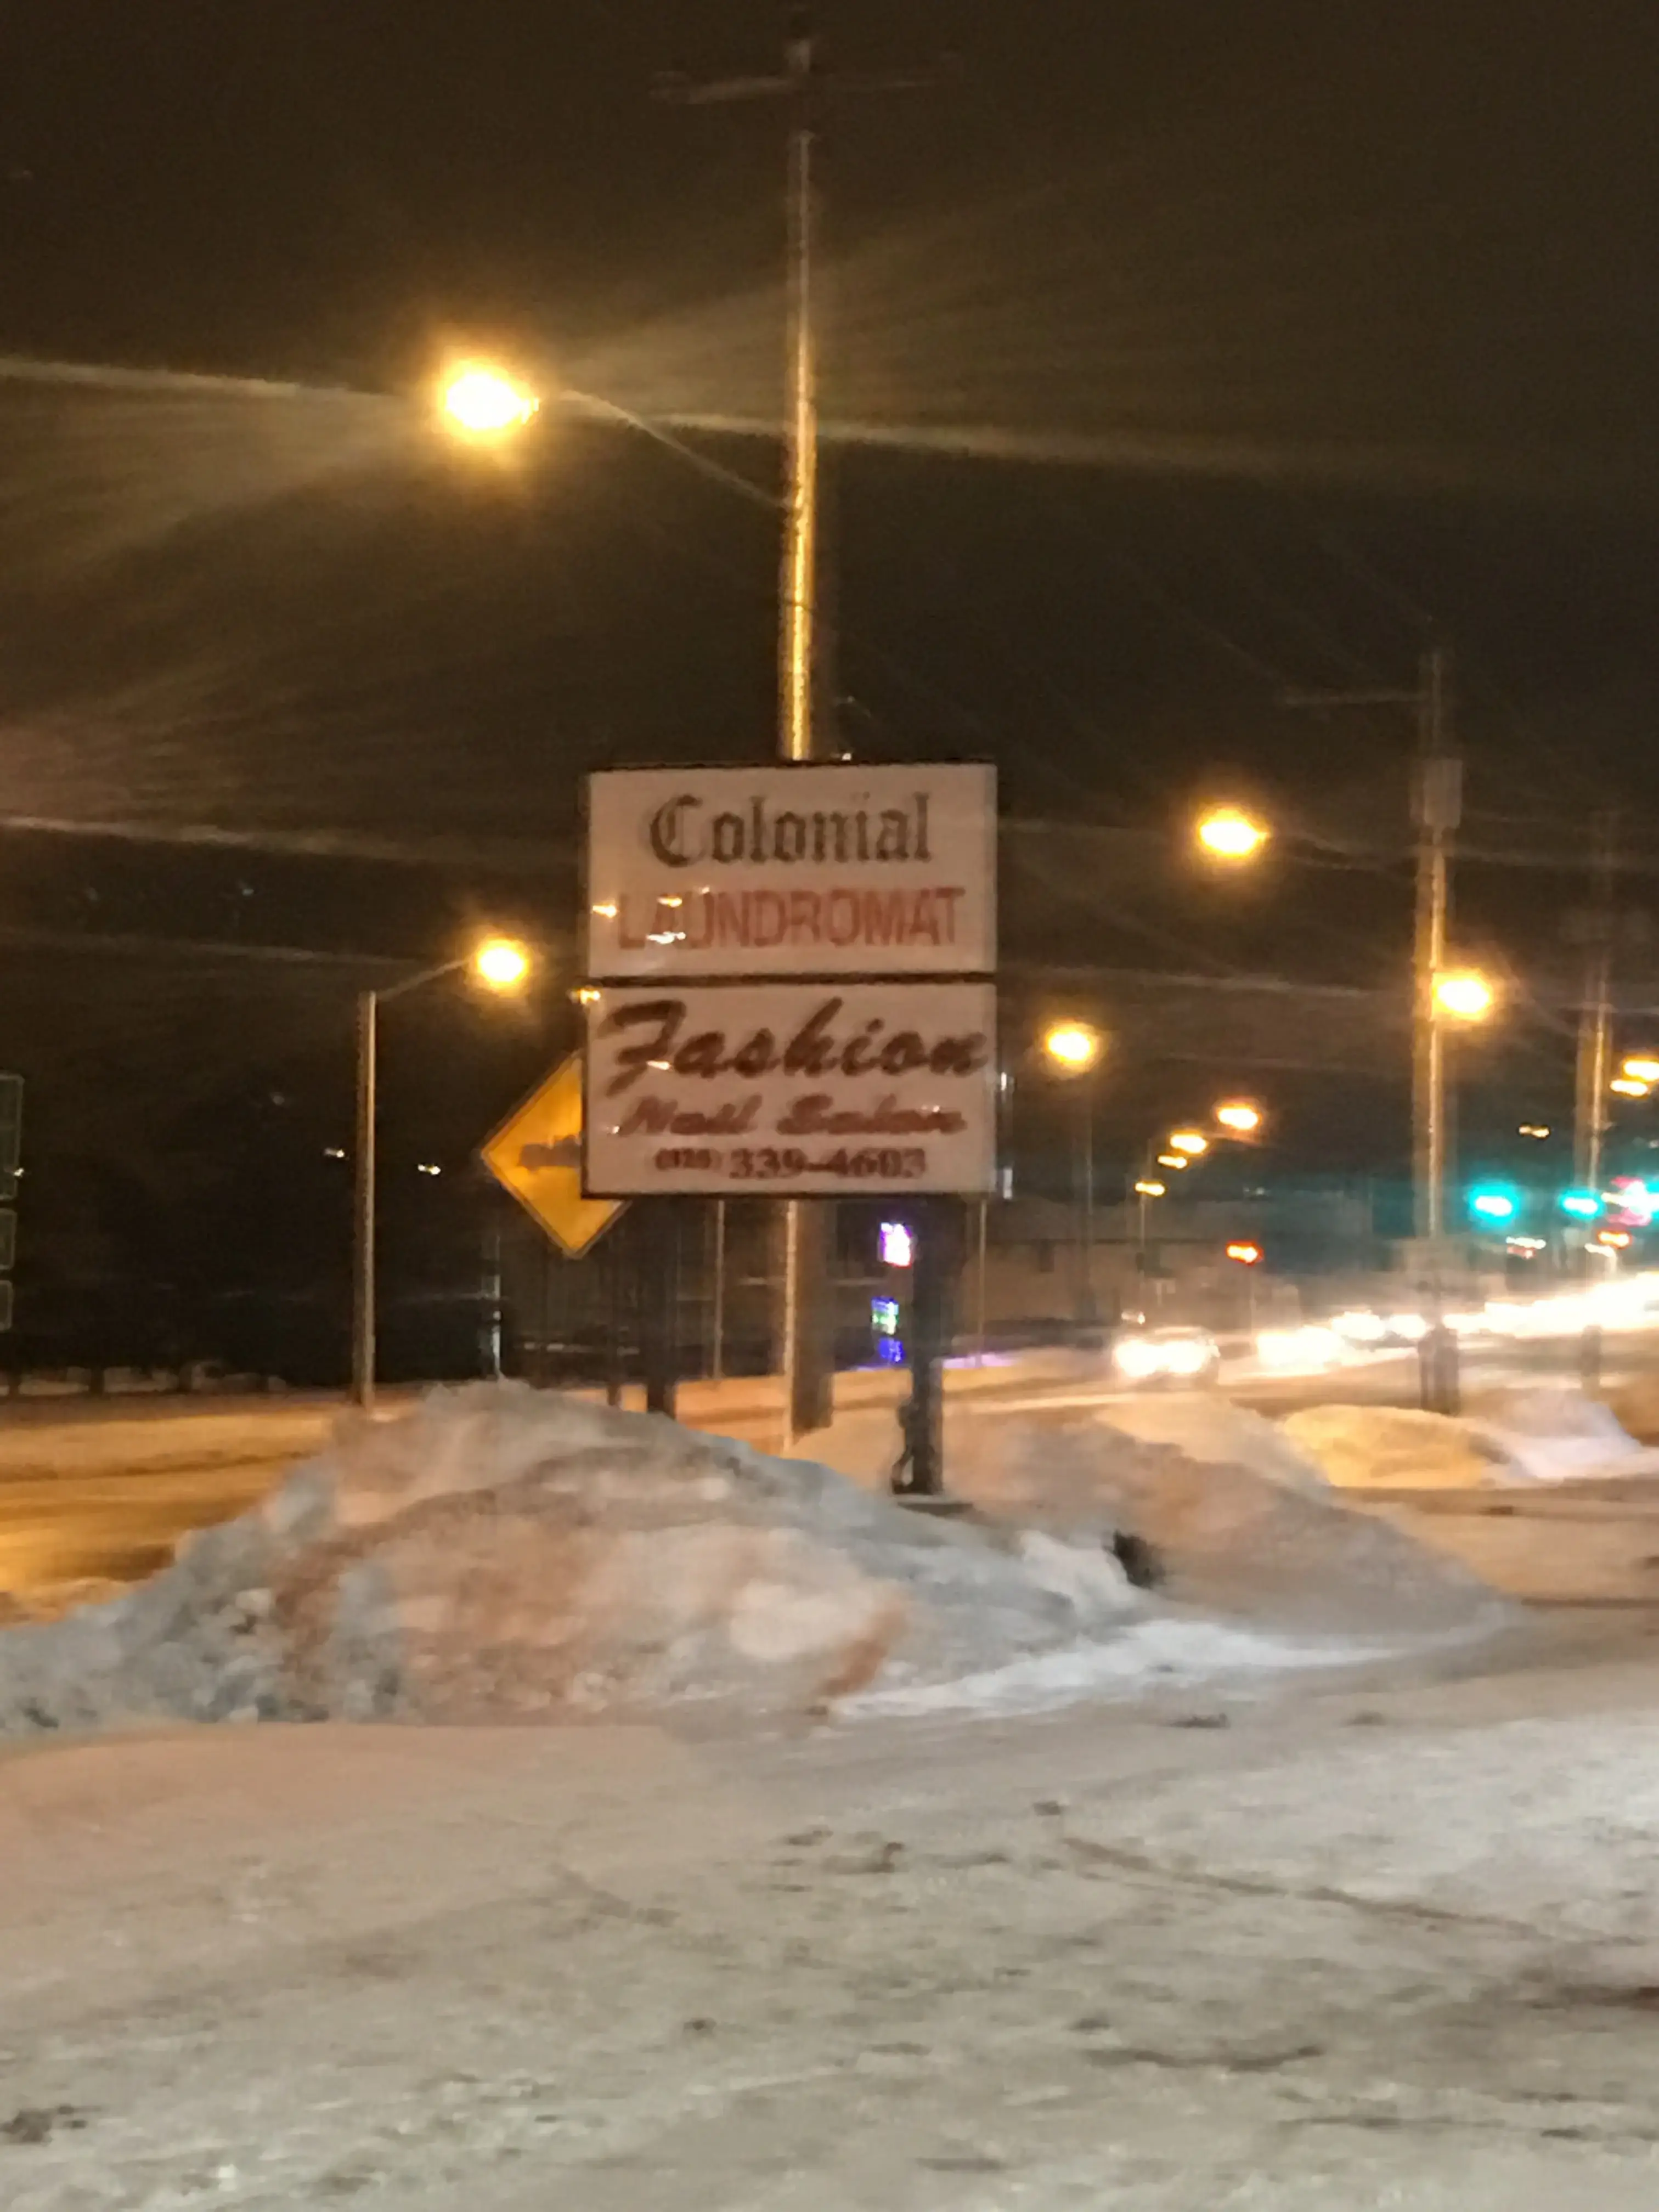 Colonial
LAUNDROMAT
Fashion
Nail Salon
339-4603